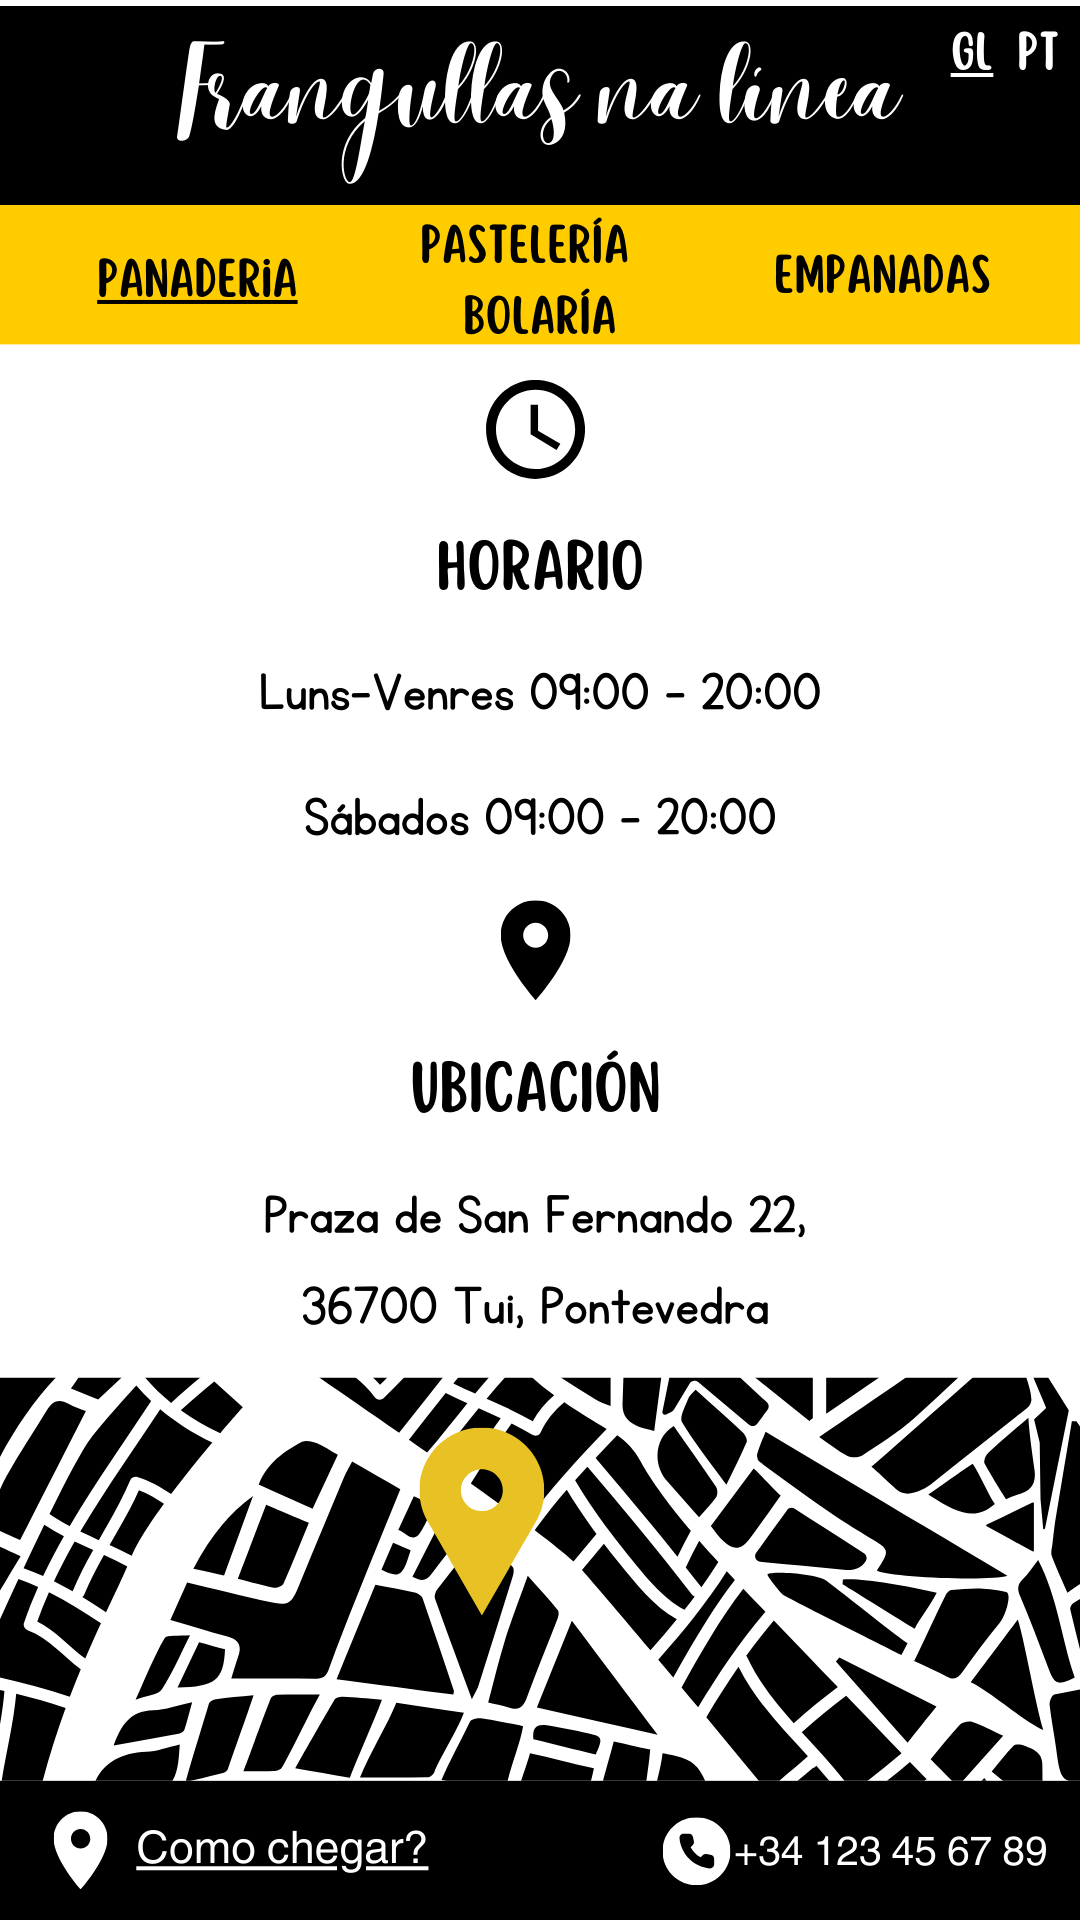 Frangullas na línea
GL PT
PANADERiA
PASTELERÍA
BOLARÍA
EMPANADAS
HORARIO
Luns-Venres 09:00 - 20:00
Sábados 09:00 - 20:00
UBICACIÓN
Praza de San Fernando 22,
36700 Tui, Pontevedra
Como chegar?
+34 123 45 67 89